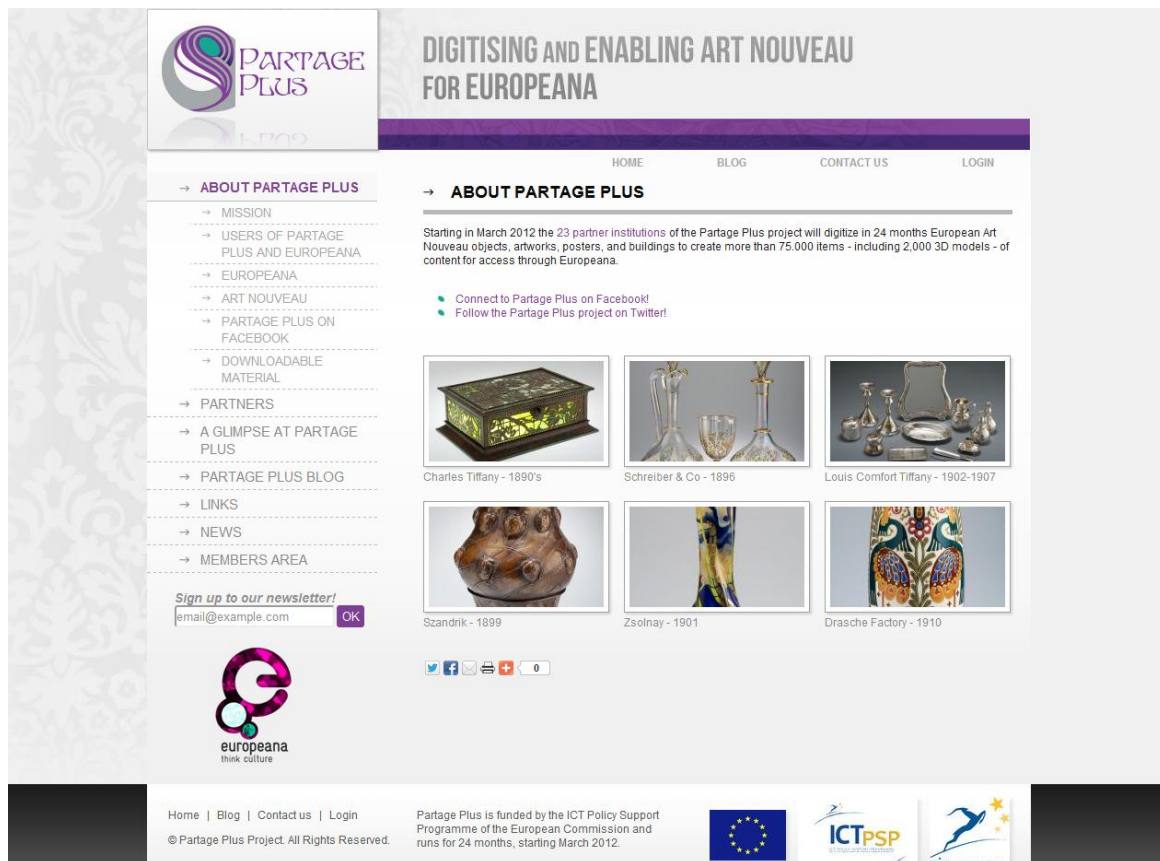 PARTAGE
PLUS
DIGITISING AND ENABLING ART NOUVEAU
FOR EUROPEANA
HOME
BLOG
CONTACT US
LOGIN
ABOUT PARTAGE PLUS
MISSION
USERS OF PARTAGE
PLUS AND EUROPEANA
EUROPEANA
ART NOUVEAU
PARTAGE PLUS ON
FACEBOOK
DOWNLOADABLE
MATERIAL
PARTNERS
A GLIMPSE AT PARTAGE
PLUS
PARTAGE PLUS BLOG
LINKS
NEWS
MEMBERS AREA
Sign up to our newsletter!
email@example.com
OK
europeana
think culture
ABOUT PARTAGE PLUS
Starting in March 2012 the 23 partner institutions of the Partage Plus project will digitize in 24 months European Art
Nouveau objects, artworks, posters, and buildings to create more than 75.000 items - including 2,000 3D models - of
content for access through Europeana.
Connect to Partage Plus on Facebook!
Follow the Partage Plus project on Twitter!
Charles Tiffany - 1890's
Schreiber & Co - 1896
Louis Comfort Tiffany - 1902-1907
Szandrik - 1899
Zsolnay - 1901
Drasche Factory - 1910
0
Home | Blog | Contact us | Login
© Partage Plus Project. All Rights Reserved.
Partage Plus is funded by the ICT Policy Support
Programme of the European Commission and
runs for 24 months, starting March 2012.
ICTPSP